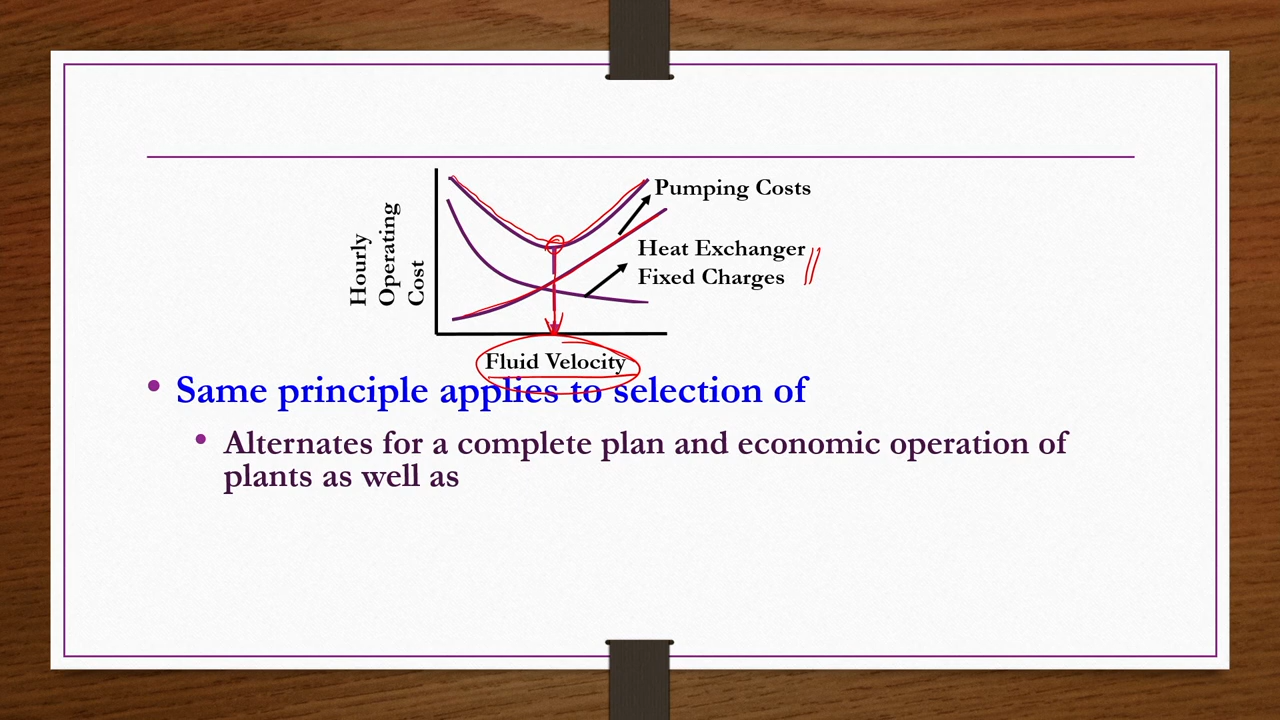 Hourly
Operating
Cost
Pumping Costs
Heat Exchanger
Fixed Charges
Fluid Velocity
• Same principle applies to selection of
• Alternates for a complete plan and economic operation of
plants as well as